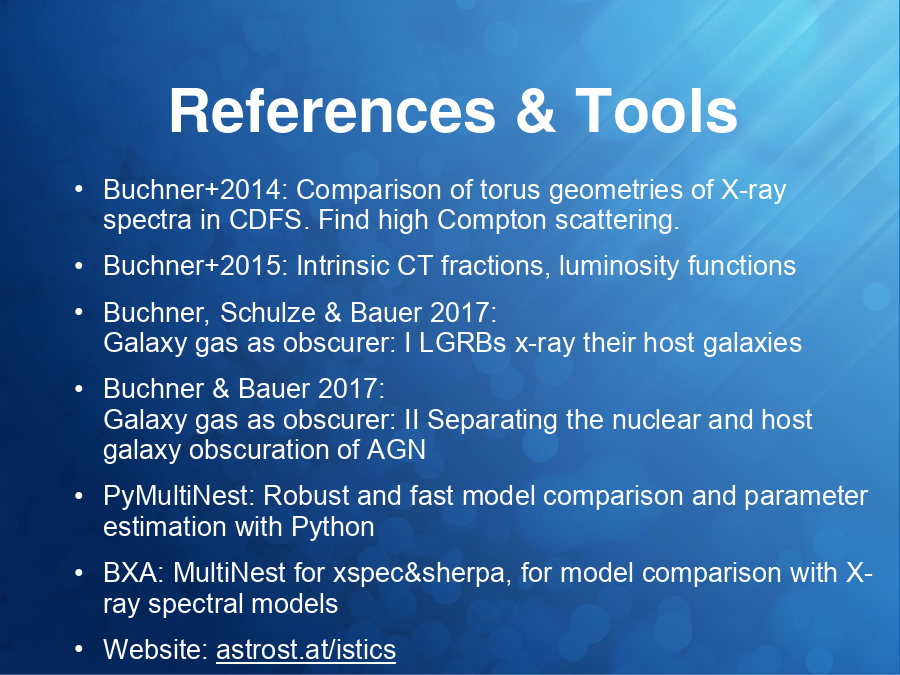 References & Tools
• Buchner+2014: Comparison of torus geometries of X-ray
spectra in CDFS. Find high Compton scattering.
• Buchner+2015: Intrinsic CT fractions, luminosity functions
• Buchner, Schulze & Bauer 2017:
Galaxy gas as obscurer: I LGRBs x-ray their host galaxies
• Buchner & Bauer 2017:
Galaxy gas as obscurer: II Separating the nuclear and host
galaxy obscuration of AGN
• PyMultiNest: Robust and fast model comparison and parameter
estimation with Python
• BXA: MultiNest for xspec&sherpa, for model comparison with X-
ray spectral models
• Website: astrost.at/istics